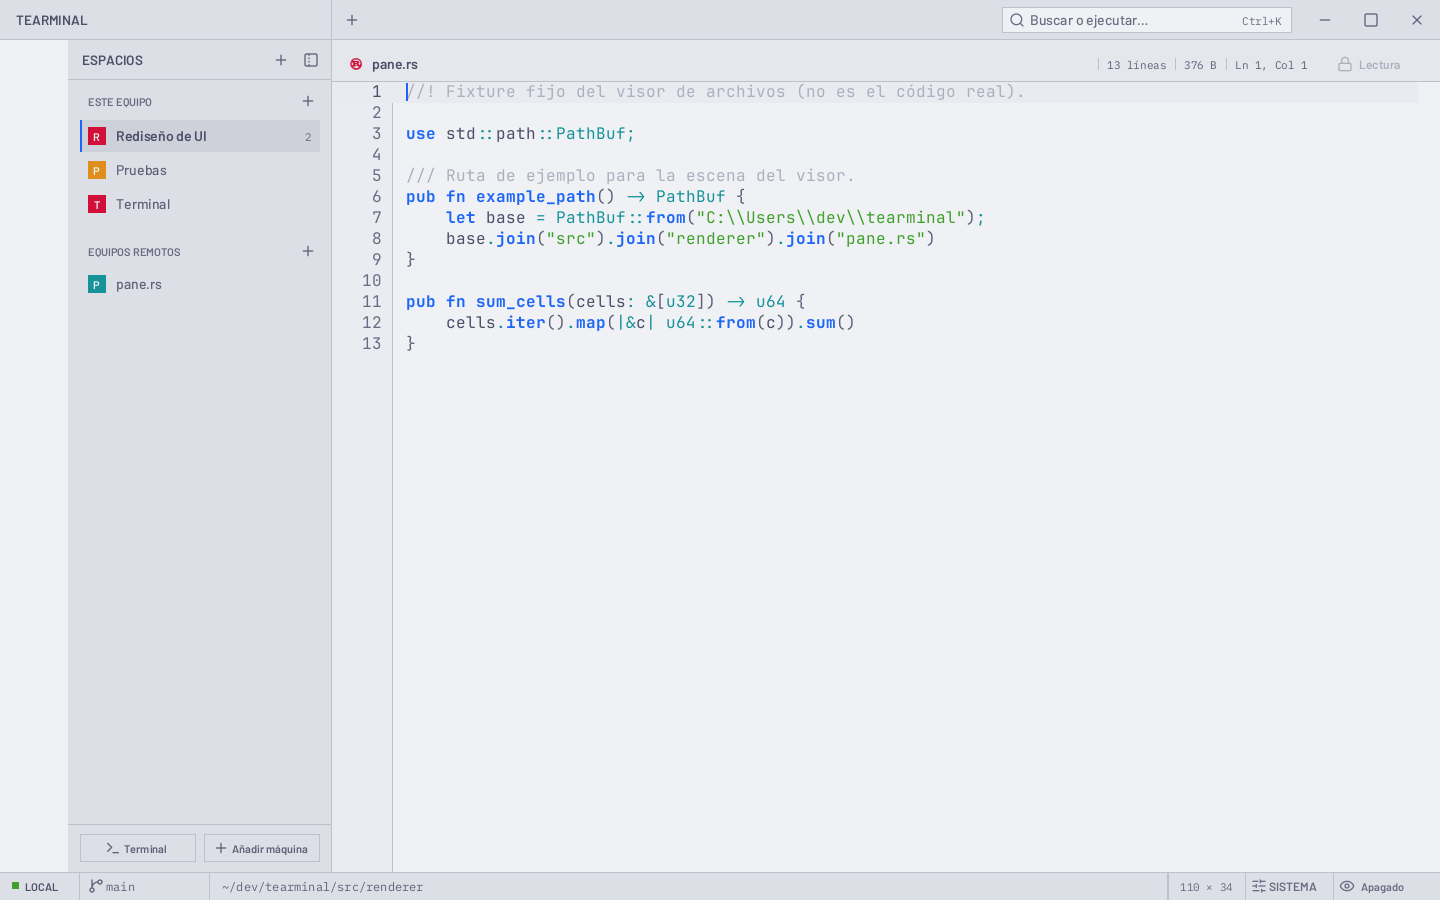 TEARMINAL
Buscar o ejecutar... Ctrl+K
ESPACIOS
ESTE EQUIPO
R Rediseño de UI 2
P Pruebas
T Terminal
EQUIPOS REMOTOS
P pane.rs
Terminal
Añadir máquina
pane.rs
13 líneas 376 B Ln 1, Col 1 Lectura
1 //! Fixture fijo del visor de archivos (no es el código real).
2
3 use std::path::PathBuf;
4
5 /// Ruta de ejemplo para la escena del visor.
6 pub fn example_path() -> PathBuf {
7     let base = PathBuf::from("C:\\Users\\dev\\tearminal");
8     base.join("src").join("renderer").join("pane.rs")
9 }
10
11 pub fn sum_cells(cells: &[u32]) -> u64 {
12     cells.iter().map(|&c| u64::from(c)).sum()
13 }
LOCAL main ~/dev/tearminal/src/renderer 110 × 34 SISTEMA Apagado